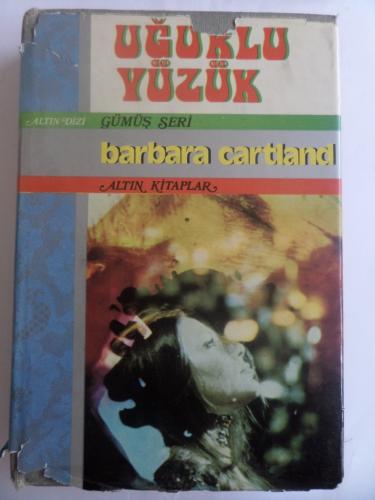 UĞURLU
YÜZÜK
ALTIN DİZİ
GÜMÜŞ SERİ
barbara cartland
ALTIN KİTAPLAR